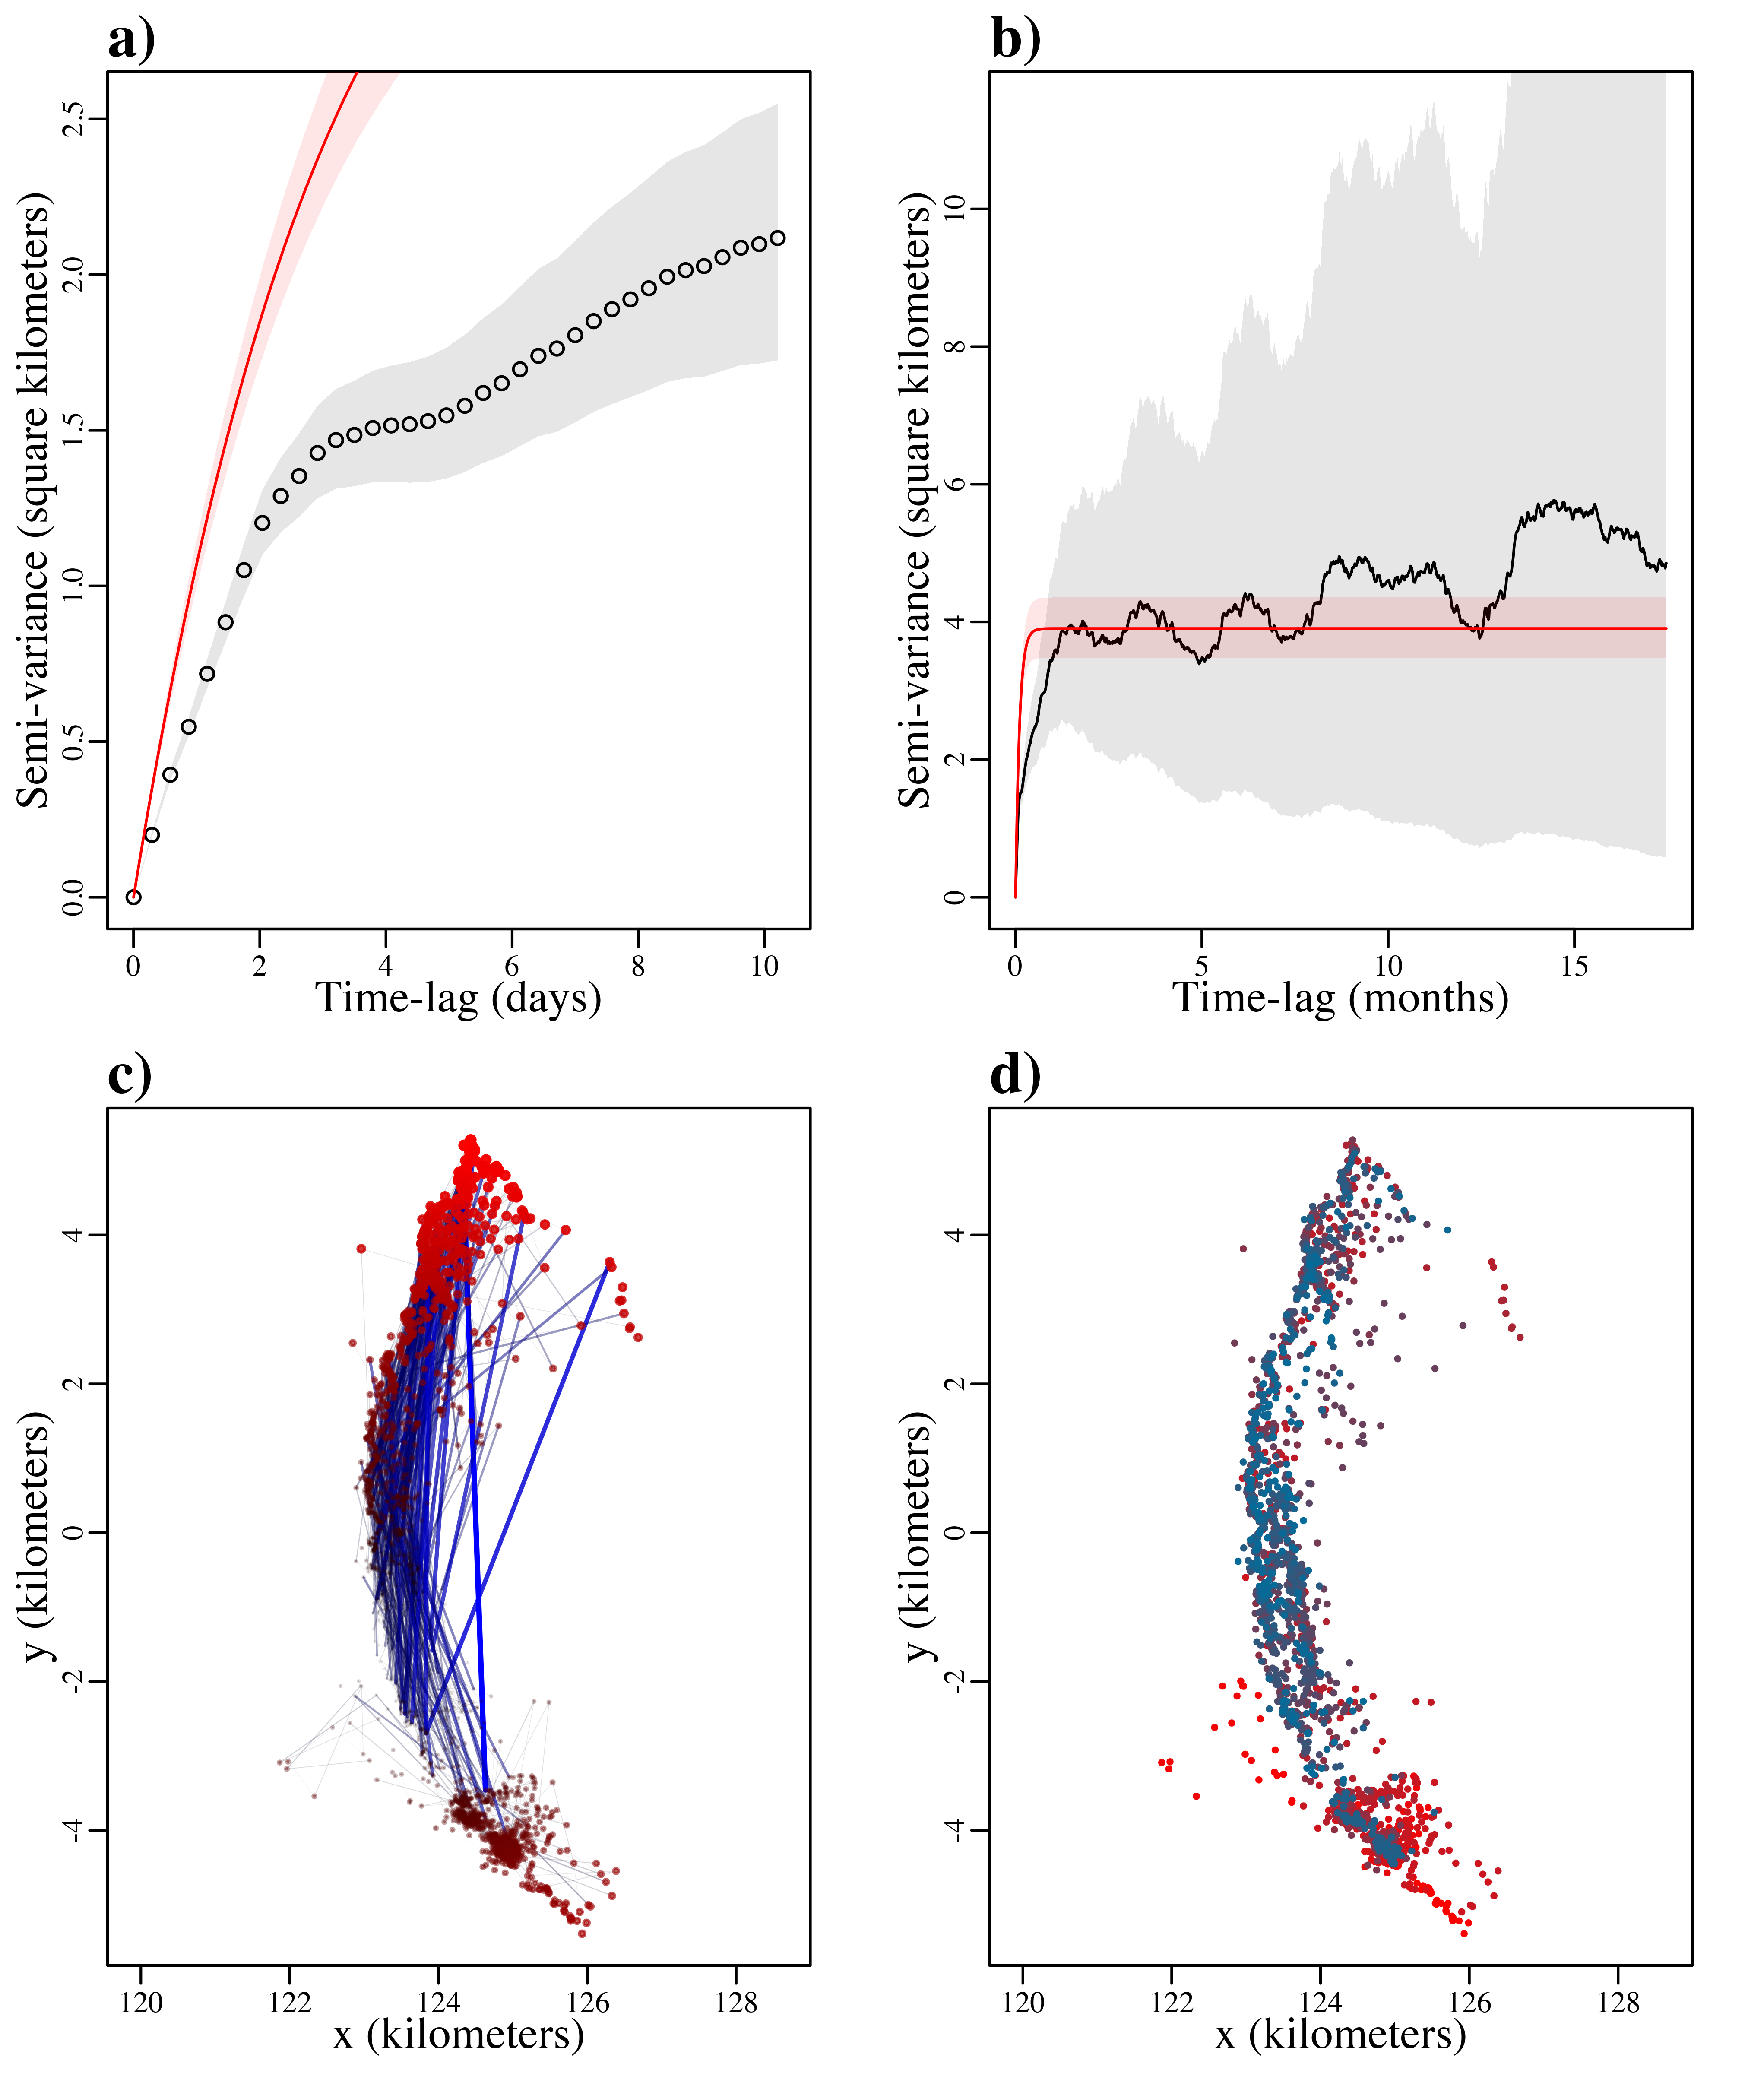 a)
Semi-variance (square kilometers)
0.0 0.5 1.0 1.5 2.0 2.5
0 2 4 6 8 10
Time-lag (days)
b)
Semi-variance (square kilometers)
0 2 4 6 8 10
0 5 10 15
Time-lag (months)
c)
y (kilometers)
-4 -2 0 2 4
120 122 124 126 128
x (kilometers)
d)
y (kilometers)
-4 -2 0 2 4
120 122 124 126 128
x (kilometers)